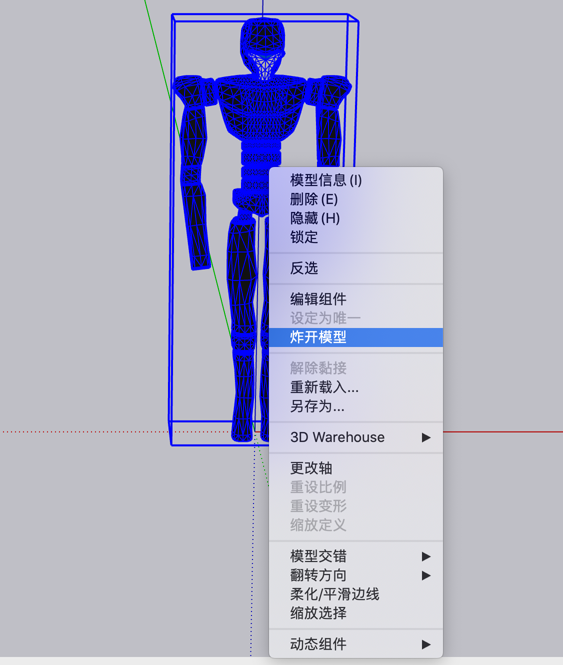 模型信息(I)
删除(E)
隐藏(H)
锁定
反选
编辑组件
设定为唯一
炸开模型
解除黏接
重新载入...
另存为...
3D Warehouse
更改轴
重设比例
重设变形
缩放定义
模型交错
翻转方向
柔化/平滑边线
缩放选择
动态组件